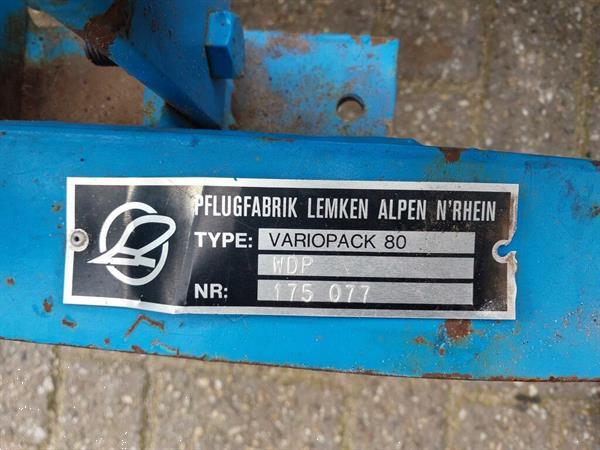 PFLUGFABRIK LEMKEN ALPEN N'RHEIN
TYPE: VARIOPACK 80
WDP
NR: 175 077